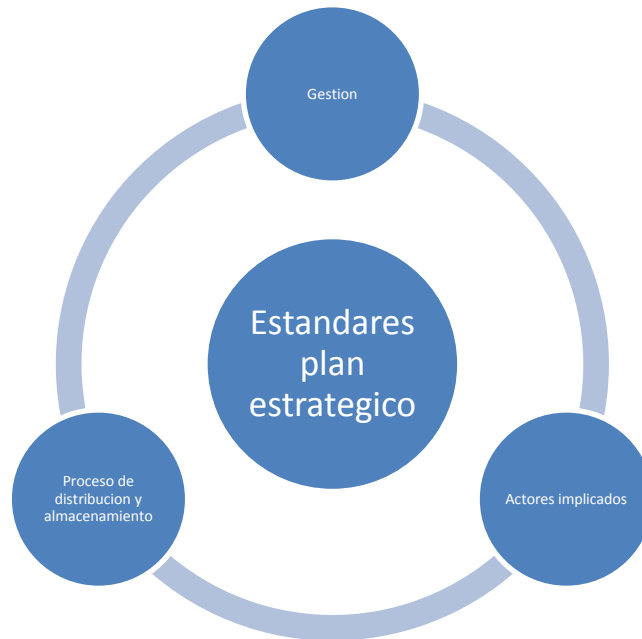 Gestion
Estandares
plan
estrategico
Proceso de
distribucion y
almacenamiento
Actores implicados